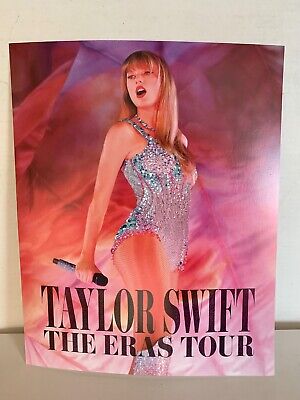 TAYLOR SWIFT
THE ERAS TOUR